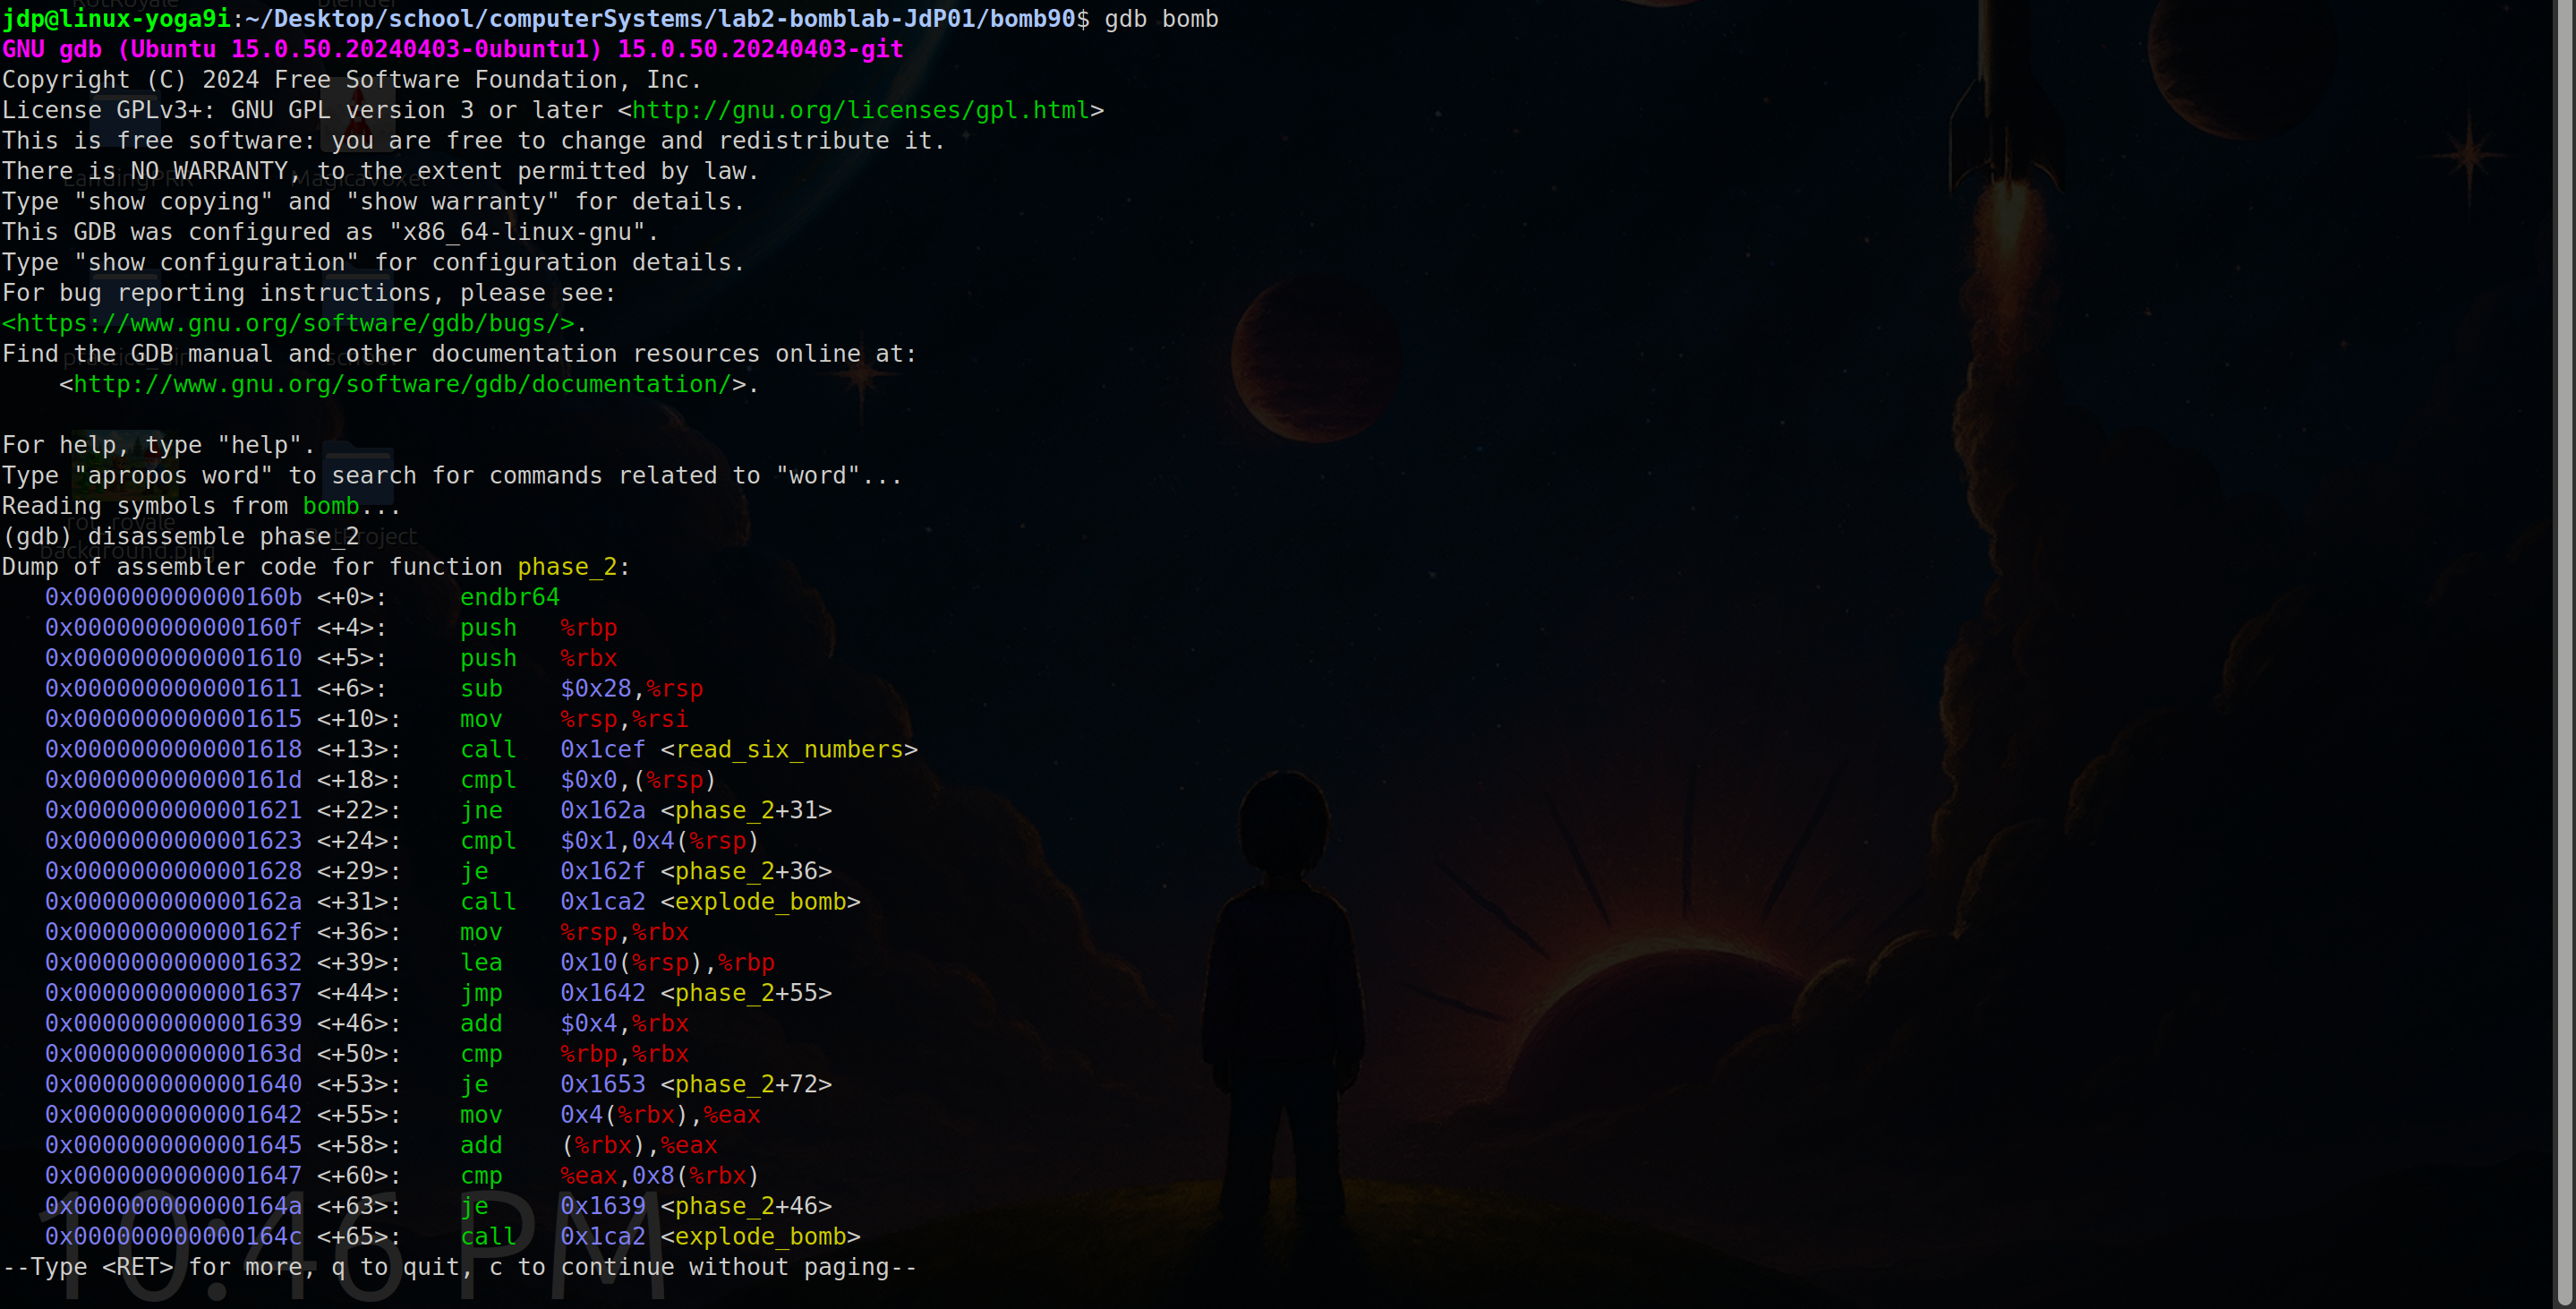 jdp@linux-yoga9i:~/Desktop/school/computerSystems/lab2-bomblab-JdP01/bomb90$ gdb bomb
GNU gdb (Ubuntu 15.0.50.20240403-0ubuntu1) 15.0.50.20240403-git
Copyright (C) 2024 Free Software Foundation, Inc.
License GPLv3+: GNU GPL version 3 or later <http://gnu.org/licenses/gpl.html>
This is free software: you are free to change and redistribute it.
There is NO WARRANTY, to the extent permitted by law.
Type "show copying" and "show warranty" for details.
This GDB was configured as "x86_64-linux-gnu".
Type "show configuration" for configuration details.
For bug reporting instructions, please see:
<https://www.gnu.org/software/gdb/bugs/>.
Find the GDB manual and other documentation resources online at:
    <http://www.gnu.org/software/gdb/documentation/>.

For help, type "help".
Type "apropos word" to search for commands related to "word"...
Reading symbols from bomb...
(gdb) disassemble phase_2
Dump of assembler code for function phase_2:
   0x000000000000160b <+0>:     endbr64
   0x000000000000160f <+4>:     push   %rbp
   0x0000000000001610 <+5>:     push   %rbx
   0x0000000000001611 <+6>:     sub    $0x28,%rsp
   0x0000000000001615 <+10>:    mov    %rsp,%rsi
   0x0000000000001618 <+13>:    call   0x1cef <read_six_numbers>
   0x000000000000161d <+18>:    cmpl   $0x0,(%rsp)
   0x0000000000001621 <+22>:    jne    0x162a <phase_2+31>
   0x0000000000001623 <+24>:    cmpl   $0x1,0x4(%rsp)
   0x0000000000001628 <+29>:    je     0x162f <phase_2+36>
   0x000000000000162a <+31>:    call   0x1ca2 <explode_bomb>
   0x000000000000162f <+36>:    mov    %rsp,%rbx
   0x0000000000001632 <+39>:    lea    0x10(%rsp),%rbp
   0x0000000000001637 <+44>:    jmp    0x1642 <phase_2+55>
   0x0000000000001639 <+46>:    add    $0x4,%rbx
   0x000000000000163d <+50>:    cmp    %rbp,%rbx
   0x0000000000001640 <+53>:    je     0x1653 <phase_2+72>
   0x0000000000001642 <+55>:    mov    0x4(%rbx),%eax
   0x0000000000001645 <+58>:    add    (%rbx),%eax
   0x0000000000001647 <+60>:    cmp    %eax,0x8(%rbx)
   0x000000000000164a <+63>:    je     0x1639 <phase_2+46>
   0x000000000000164c <+65>:    call   0x1ca2 <explode_bomb>
--Type <RET> for more, q to quit, c to continue without paging--
10:46 PM